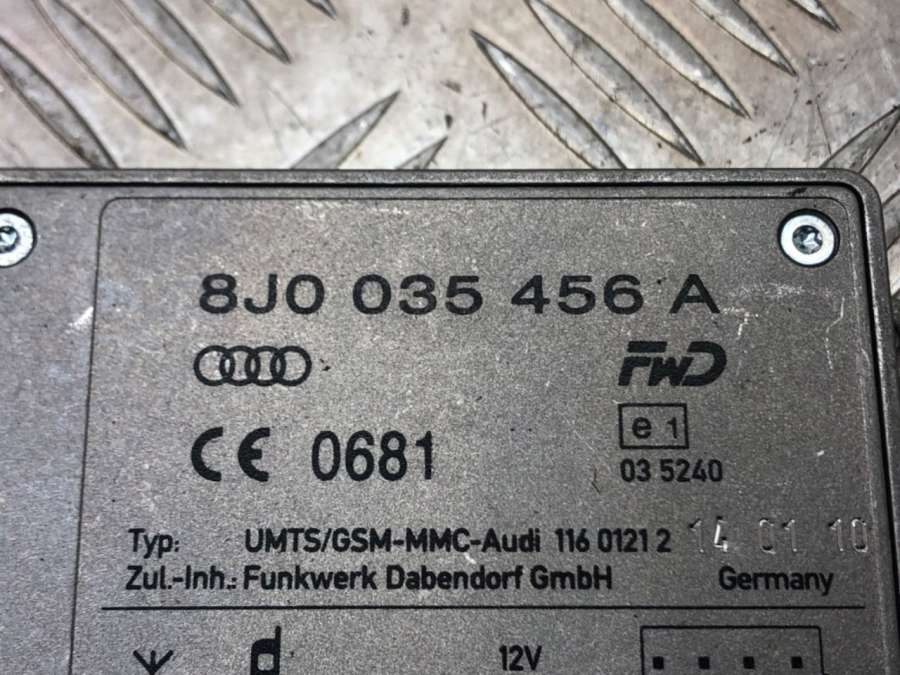 8J0 035 456 A
FWD
CE 0681
e 1
03 5240
Typ: UMTS/GSM-MMC-Audi 116 0121 2 14 01 10
Zul.-Inh.: Funkwerk Dabendorf GmbH Germany
12V